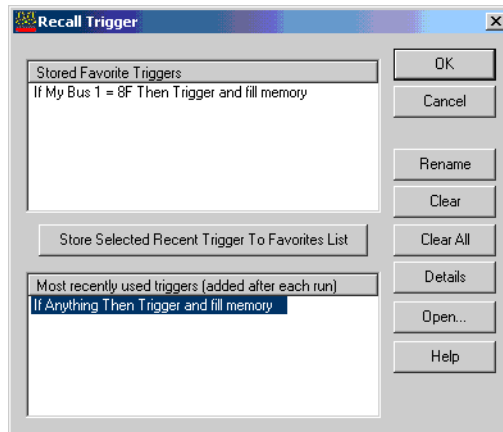 Recall Trigger
Stored Favorite Triggers
If My Bus 1 = 8F Then Trigger and fill memory
Store Selected Recent Trigger To Favorites List
Most recently used triggers (added after each run)
If Anything Then Trigger and fill memory
OK
Cancel
Rename
Clear
Clear All
Details
Open...
Help